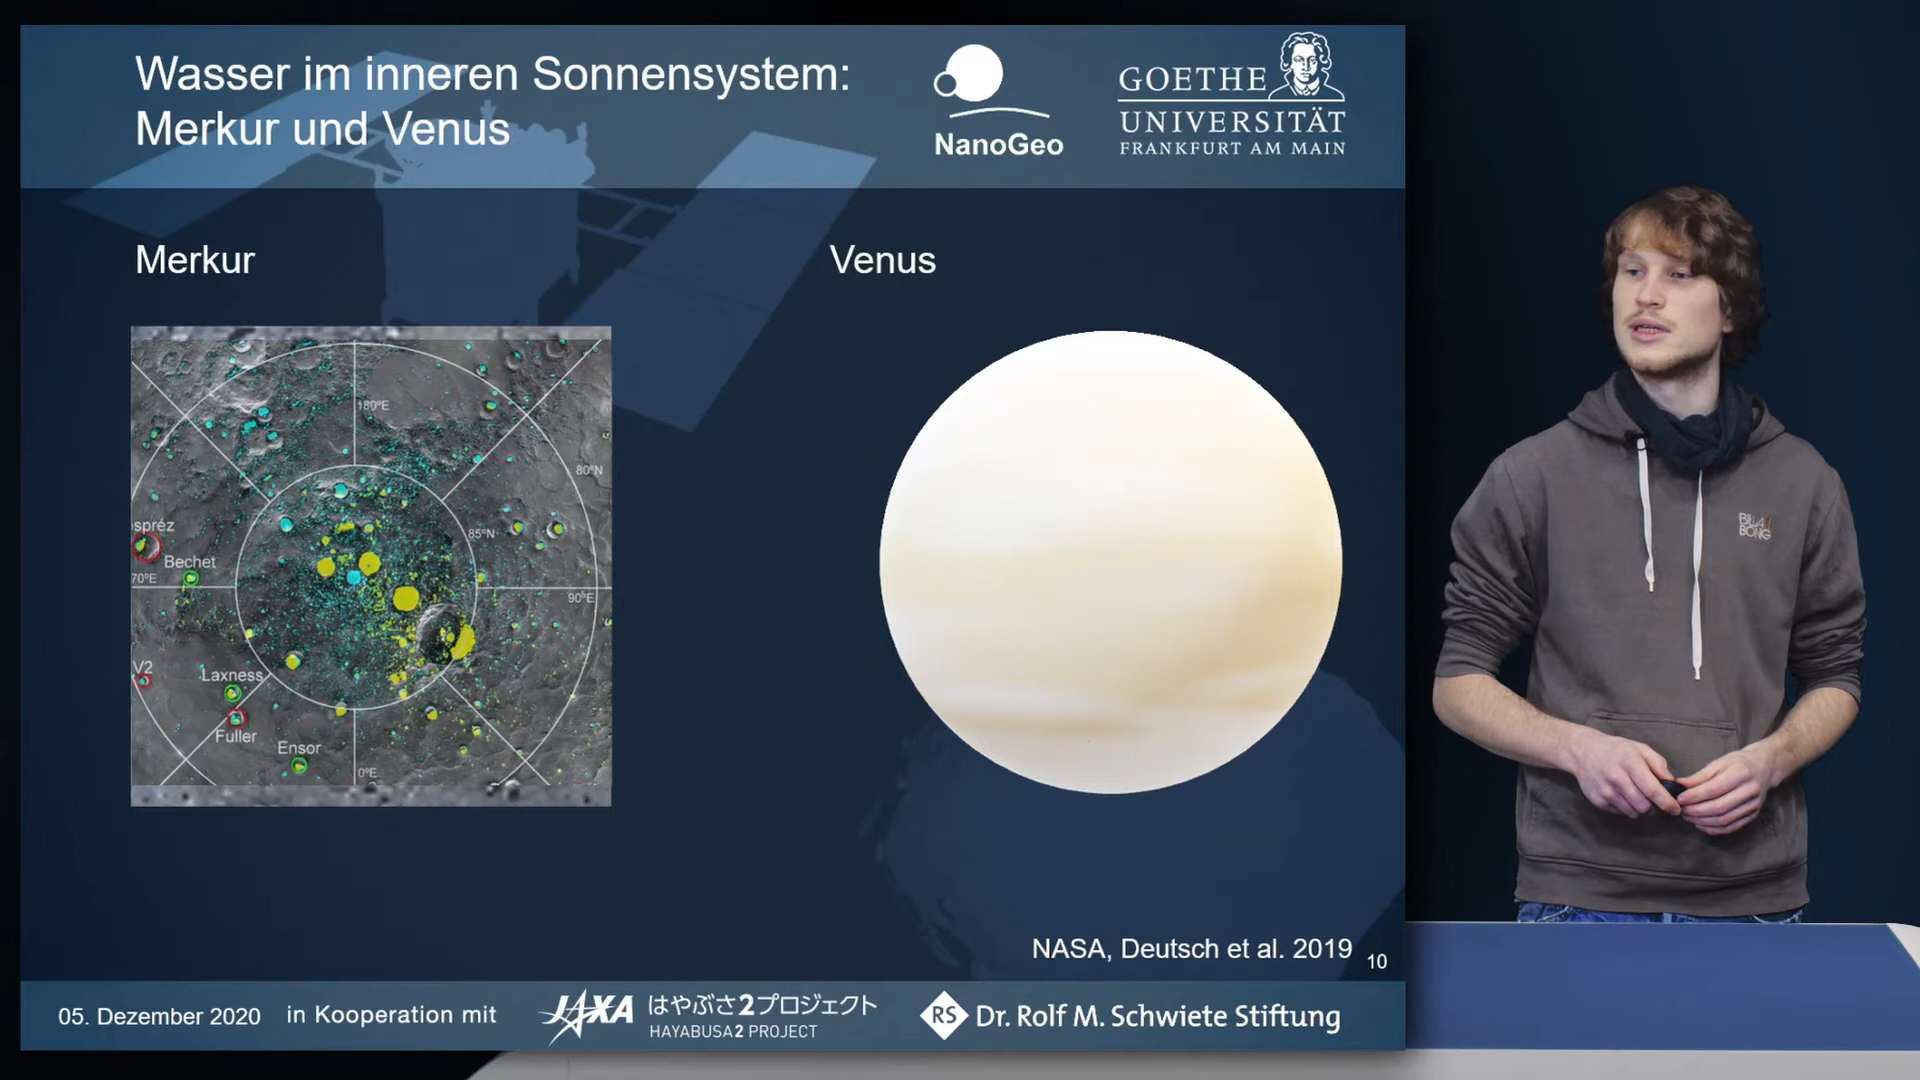 Wasser im inneren Sonnensystem:
Merkur und Venus
NanoGeo
GOETHE
UNIVERSITÄT
FRANKFURT AM MAIN
Merkur
Venus
180°E
80°N
spréz
85°N
Bechet
70°E
90°E
V2
Laxness
Fuller
Ensor
0°E
BILLA
BONG
NASA, Deutsch et al. 2019
10
05. Dezember 2020
in Kooperation mit
JAXA
はやぶさ2プロジェクト
HAYABUSA2 PROJECT
RS
Dr. Rolf M. Schwiete Stiftung